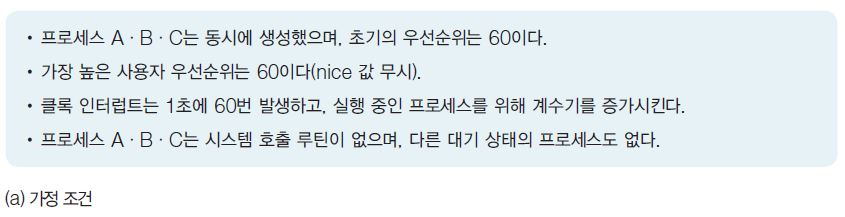 • 프로세스 A · B · C는 동시에 생성했으며, 초기의 우선순위는 60이다.
• 가장 높은 사용자 우선순위는 60이다(nice 값 무시).
• 클록 인터럽트는 1초에 60번 발생하고, 실행 중인 프로세스를 위해 계수기를 증가시킨다.
• 프로세스 A · B · C는 시스템 호출 루틴이 없으며, 다른 대기 상태의 프로세스도 없다.
(a) 가정 조건